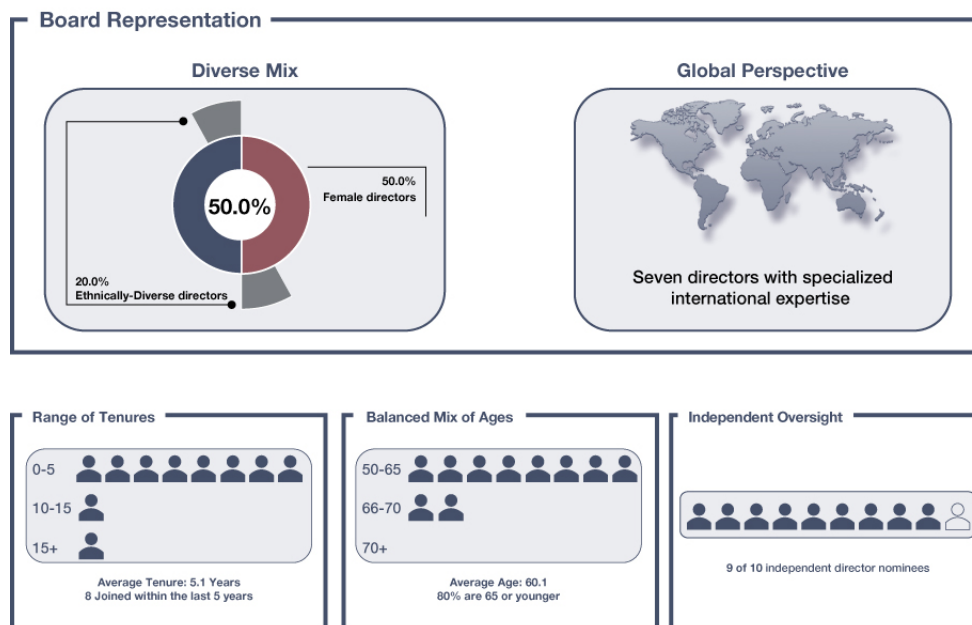 Board Representation
Diverse Mix
50.0%
50.0%
Female directors
20.0%
Ethnically-Diverse directors
Global Perspective
Seven directors with specialized
international expertise
Range of Tenures
0-5
10-15
15+
Average Tenure: 5.1 Years
8 Joined within the last 5 years
Balanced Mix of Ages
50-65
66-70
70+
Average Age: 60.1
80% are 65 or younger
Independent Oversight
9 of 10 independent director nominees